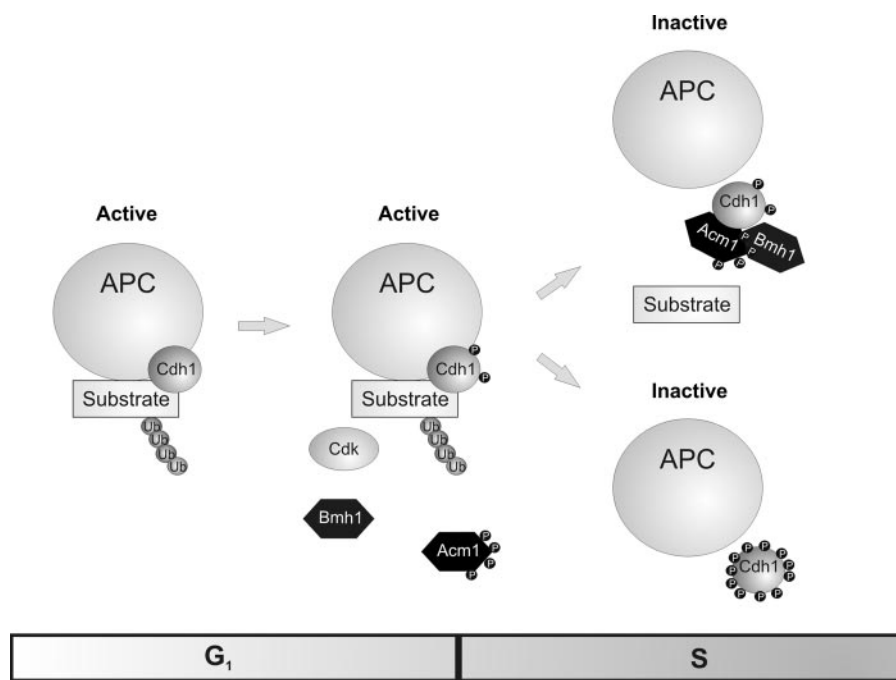 Inactive
APC
Cdh1
P
P
Acm1
P
P
Bmh1
P
P
Substrate
Active
APC
Cdh1
Substrate
Ub
Ub
Ub
Ub
Active
APC
Cdh1
P
P
Substrate
Ub
Ub
Ub
Ub
Cdk
Bmh1
Acm1
P
P
P
P
Inactive
APC
Cdh1
P
P
P
P
P
P
P
P
P
P
P
P
G₁
S